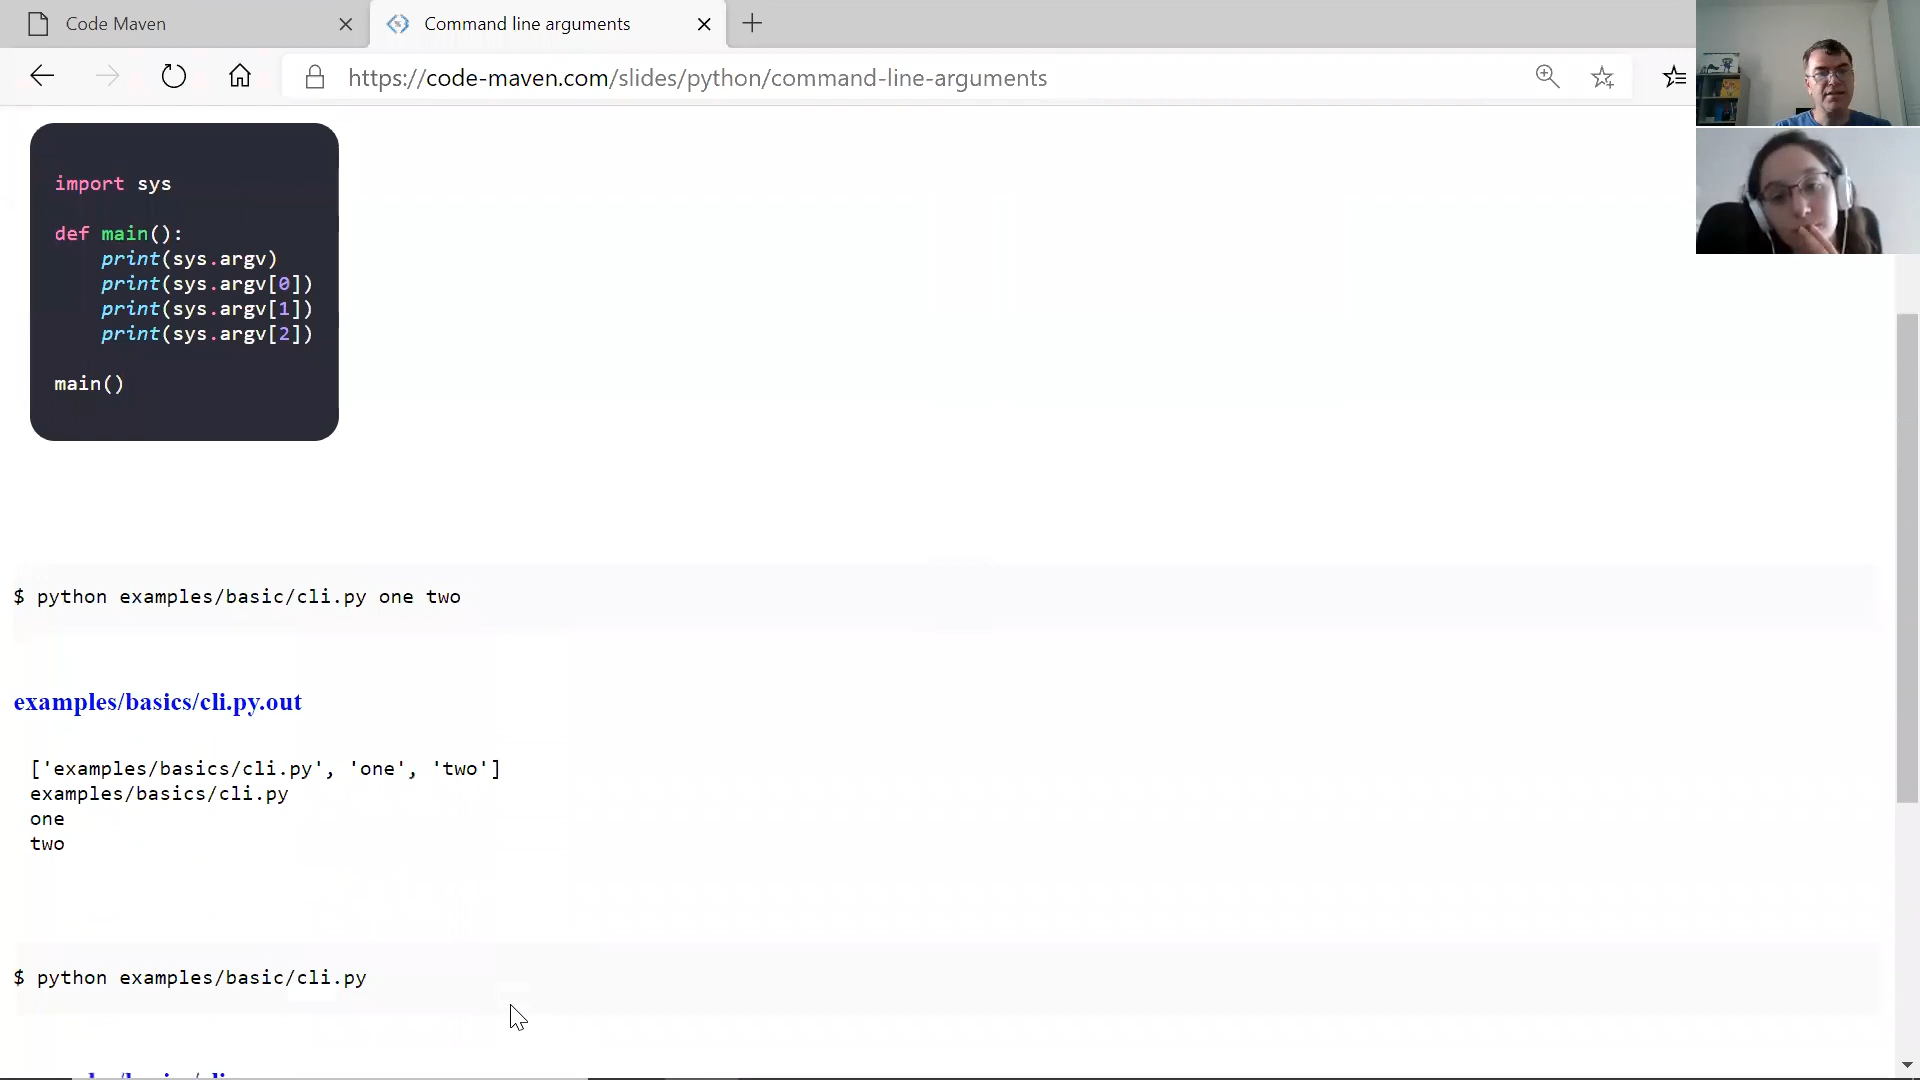 Code Maven
Command line arguments
https://code-maven.com/slides/python/command-line-arguments
import sys
def main():
    print(sys.argv)
    print(sys.argv[0])
    print(sys.argv[1])
    print(sys.argv[2])
main()
$ python examples/basic/cli.py one two
examples/basics/cli.py.out
['examples/basics/cli.py', 'one', 'two']
examples/basics/cli.py
one
two
$ python examples/basic/cli.py